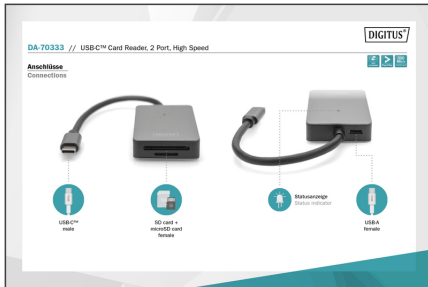 DIGITUS®
DA-70333 // USB-C™ Card Reader, 2 Port, High Speed
Anschlüsse
Connections
USB-C™
male
SD card +
microSD card
female
Statusanzeige
Status indicator
USB-A
female